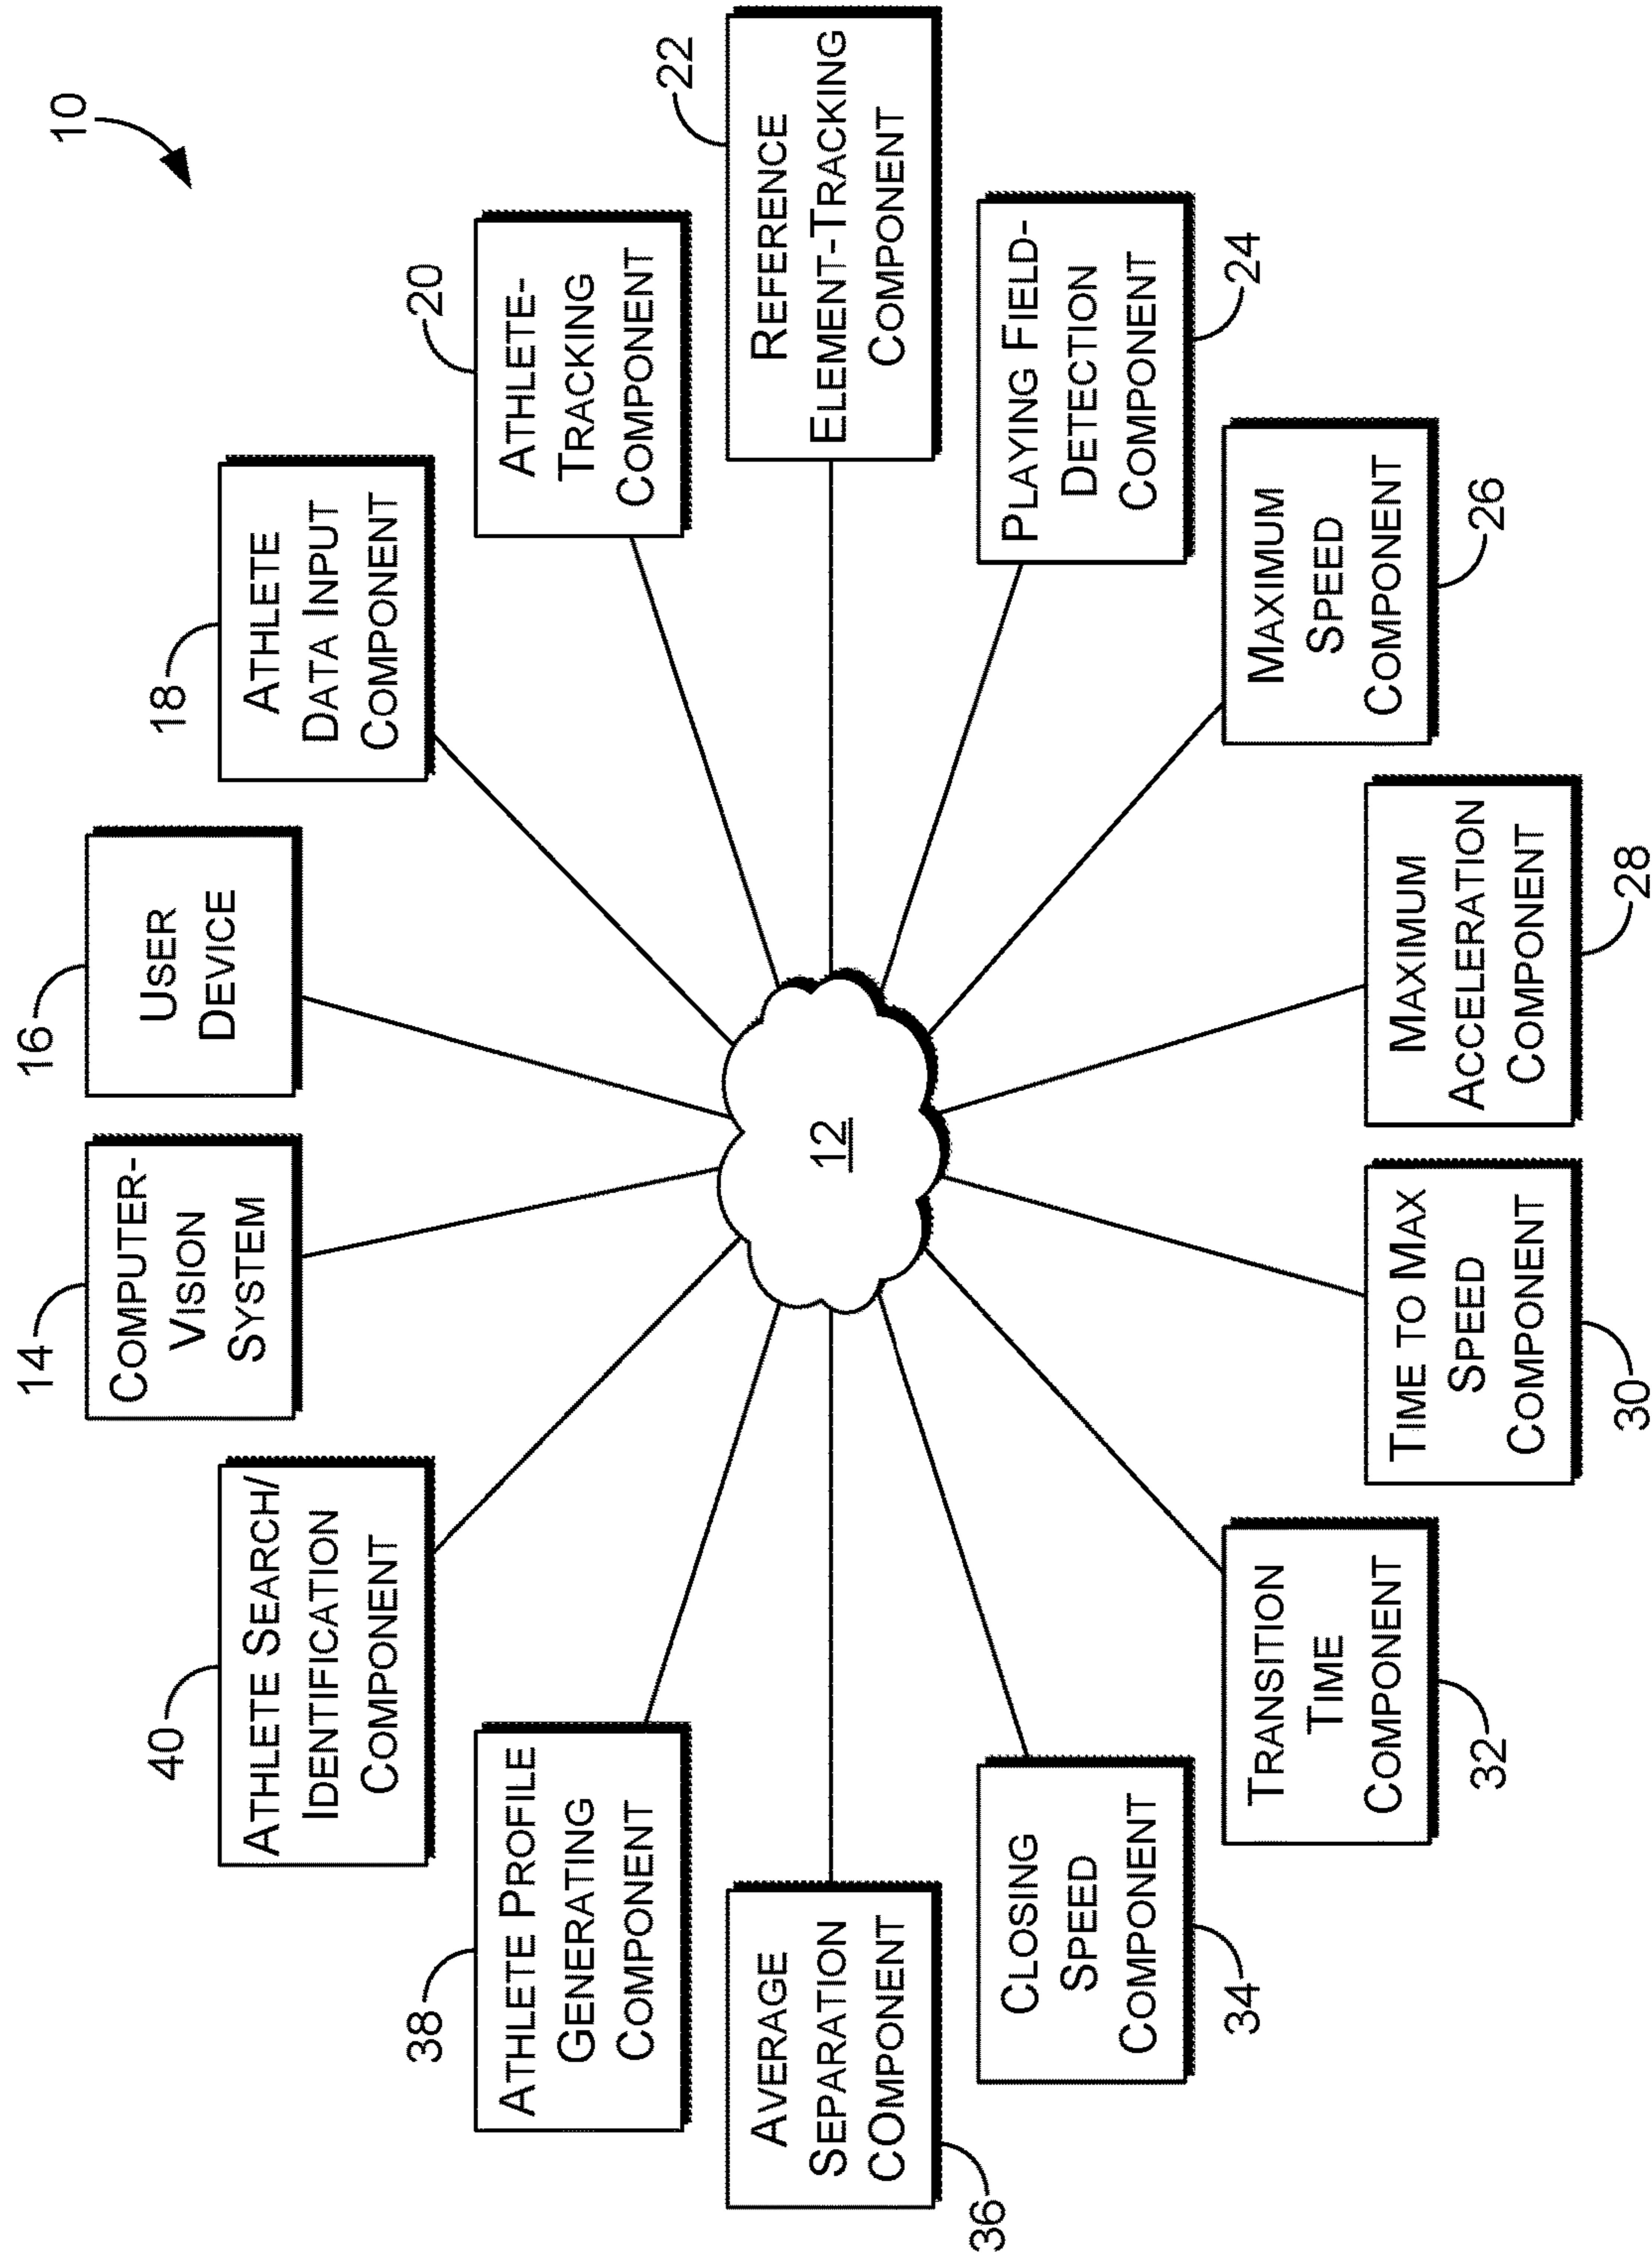 10
12
14
COMPUTER-
VISION
SYSTEM
16
USER
DEVICE
18
ATHLETE
DATA INPUT
COMPONENT
20
ATHLETE-
TRACKING
COMPONENT
22
REFERENCE
ELEMENT-TRACKING
COMPONENT
24
PLAYING FIELD-
DETECTION
COMPONENT
26
MAXIMUM
SPEED
COMPONENT
28
MAXIMUM
ACCELERATION
COMPONENT
30
TIME TO MAX
SPEED
COMPONENT
32
TRANSITION
TIME
COMPONENT
34
CLOSING
SPEED
COMPONENT
36
AVERAGE
SEPARATION
COMPONENT
38
ATHLETE PROFILE
GENERATING
COMPONENT
40
ATHLETE SEARCH/
IDENTIFICATION
COMPONENT